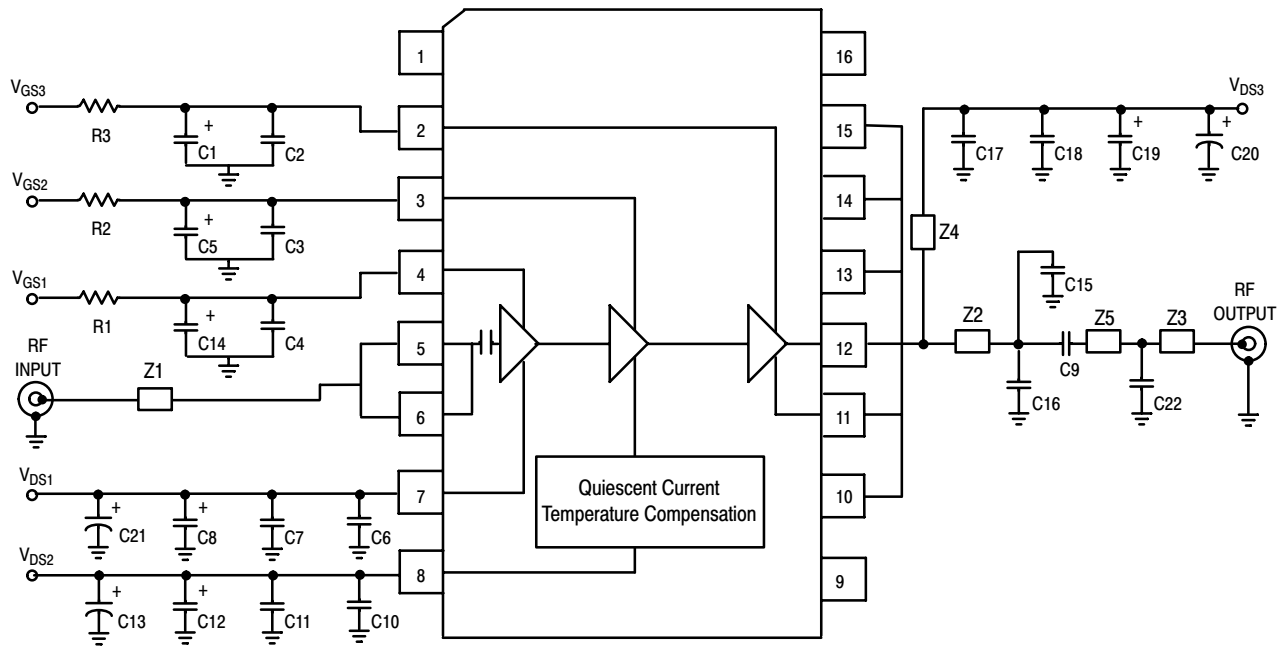 1
16
VGS3
R3
+
C1
C2
2
15
VDS3
C17
C18
+
C19
+
C20
VGS2
R2
+
C5
C3
3
14
Z4
VGS1
R1
+
C14
C4
4
13
C15
RF
INPUT
Z1
5
6
12
11
Z2
C16
C9
Z5
C22
Z3
RF
OUTPUT
VDS1
+
C21
+
C8
C7
C6
7
Quiescent Current
Temperature Compensation
10
VDS2
+
C13
+
C12
C11
C10
8
9